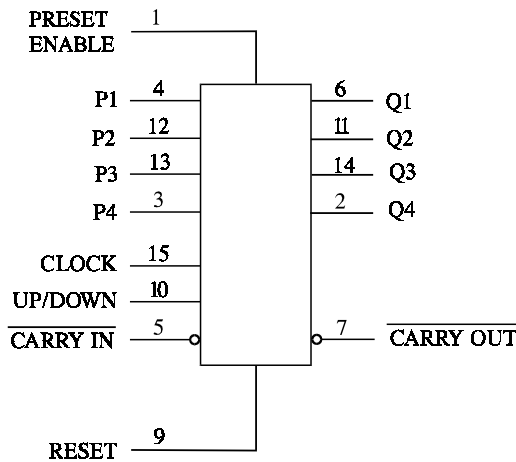 PRESET 1
ENABLE
P1 4 6 Q1
P2 12 11 Q2
P3 13 14 Q3
P4 3 2 Q4
CLOCK 15
UP/DOWN 10
CARRY IN 5 7 CARRY OUT
RESET 9